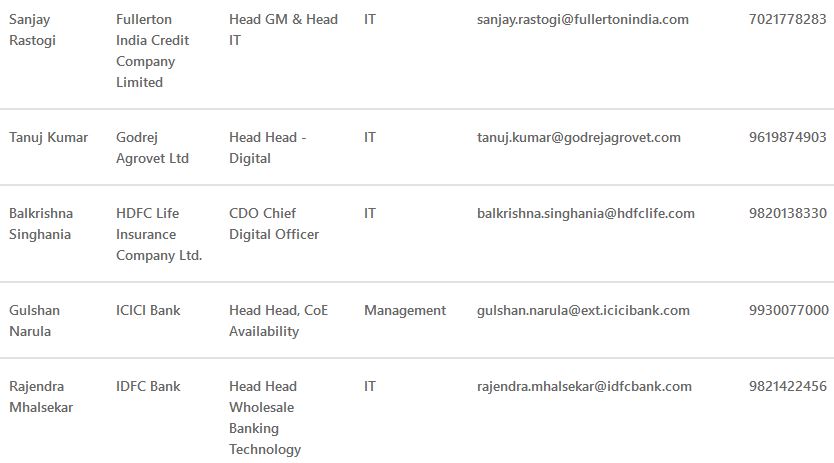 Sanjay Rastogi Fullerton India Credit Company Limited Head GM & Head IT IT sanjay.rastogi@fullertonindia.com 7021778283
Tanuj Kumar Godrej Agrovet Ltd Head Head - Digital IT tanuj.kumar@godrejagrovet.com 9619874903
Balkrishna Singhania HDFC Life Insurance Company Ltd. CDO Chief Digital Officer IT balkrishna.singhania@hdfclife.com 9820138330
Gulshan Narula ICICI Bank Head Head, CoE Availability Management gulshan.narula@ext.icicibank.com 9930077000
Rajendra Mhalsekar IDFC Bank Head Head Wholesale Banking Technology IT rajendra.mhalsekar@idfcbank.com 9821422456